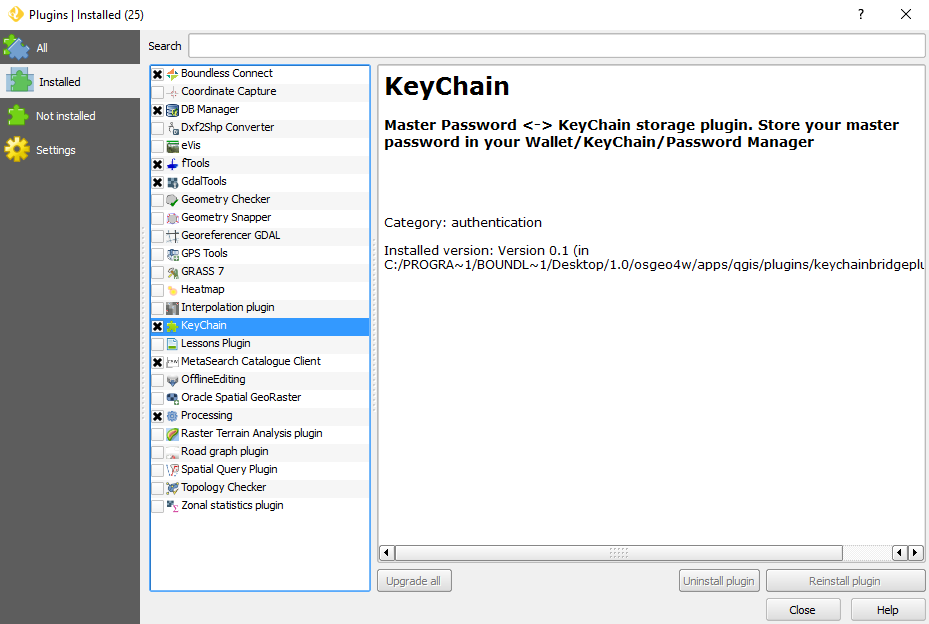 Plugins | Installed (25)
?
All
Installed
Not installed
Settings
Search
Boundless Connect
Coordinate Capture
DB Manager
Dxf2Shp Converter
eVis
fTools
GdalTools
Geometry Checker
Geometry Snapper
Georeferencer GDAL
GPS Tools
GRASS 7
Heatmap
Interpolation plugin
KeyChain
Lessons Plugin
MetaSearch Catalogue Client
OfflineEditing
Oracle Spatial GeoRaster
Processing
Raster Terrain Analysis plugin
Road graph plugin
Spatial Query Plugin
Topology Checker
Zonal statistics plugin
KeyChain
Master Password <-> KeyChain storage plugin. Store your master
password in your Wallet/KeyChain/Password Manager
Category: authentication
Installed version: Version 0.1 (in
C:/PROGRA~1/BOUNDL~1/Desktop/1.0/osgeo4w/apps/qgis/plugins/keychainbridgeplu
Upgrade all
Uninstall plugin
Reinstall plugin
Close
Help